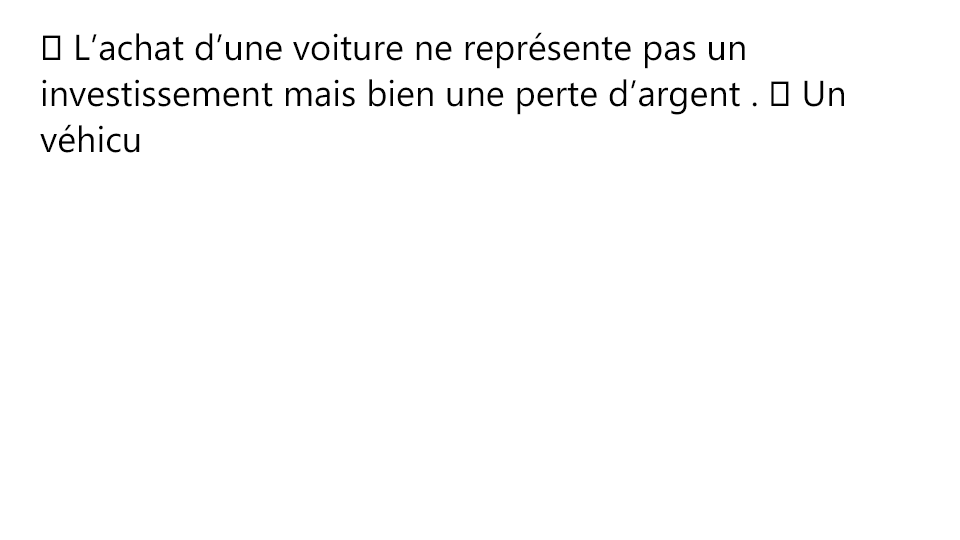 ▯ L’achat d’une voiture ne représente pas un
investissement mais bien une perte d’argent . ▯ Un
véhicu